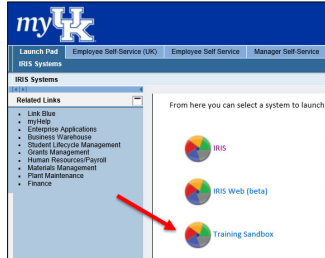 myUK
Launch Pad Employee Self-Service (UK) Employee Self Service Manager Self-Service
IRIS Systems
IRIS Systems
Related Links
Link Blue
myHelp
Enterprise Applications
Business Warehouse
Student Lifecycle Management
Grants Management
Human Resources/Payroll
Materials Management
Plant Maintenance
Finance
From here you can select a system to launch
IRIS
IRIS Web (beta)
Training Sandbox